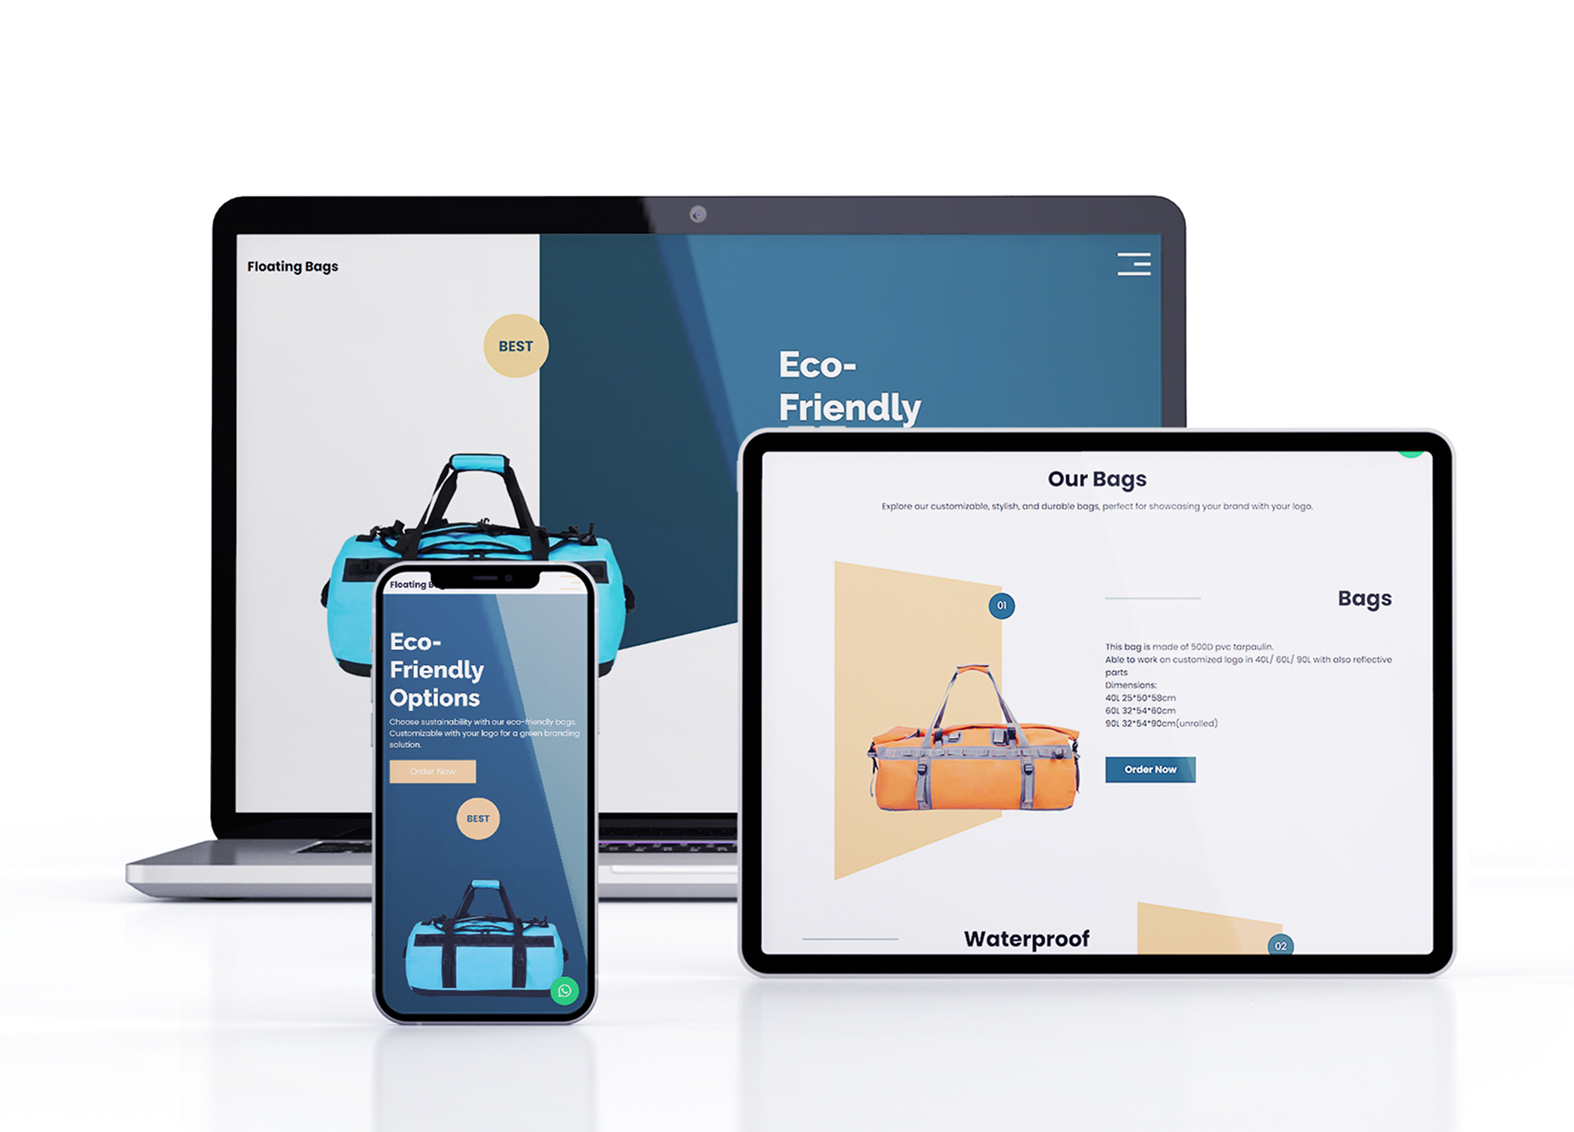 Floating Bags
BEST
Eco-
Friendly
Floating
Eco-
Friendly
Options
Choose sustainability with our eco-friendly bags.
Customizable with your logo for a green branding
solution.
Order Now
BEST
Our Bags
Explore our customizable, stylish, and durable bags, perfect for showcasing your brand with your logo.
01
Bags
This bag is made of 500D pvc tarpaulin.
Able to work on customized logo in 40L/ 60L/ 90L with also reflective
parts
Dimensions:
40L 25*50*58cm
60L 32*54*60cm
90L 32*54*90cm(unrolled)
Order Now
Waterproof
02